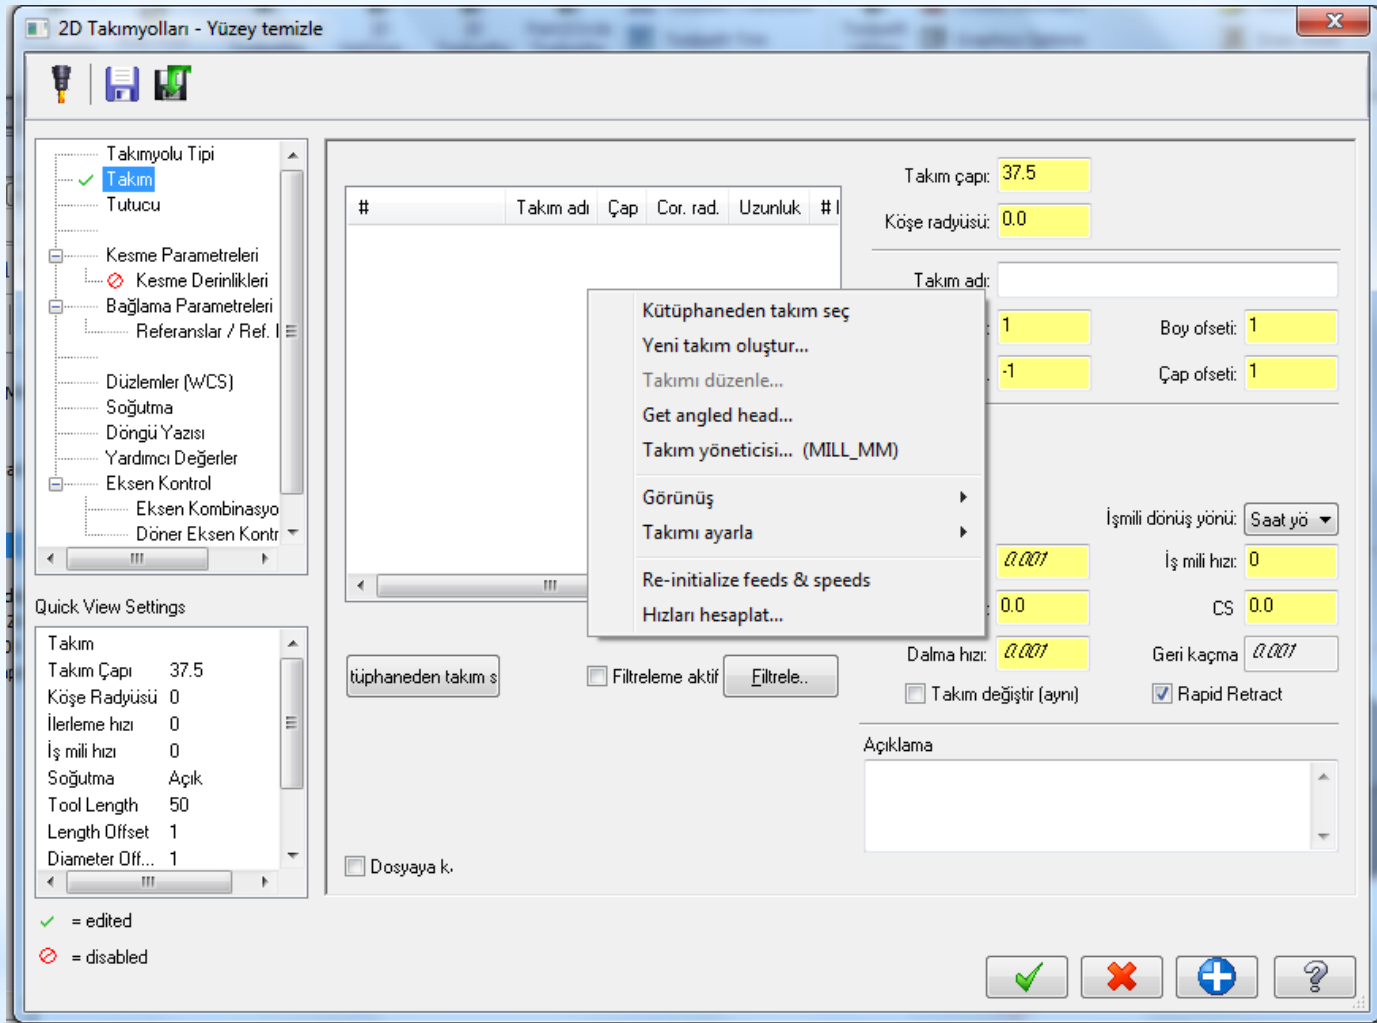 2D Takımyolları - Yüzey temizle
Takımyolu Tipi
Takım
Tutucu
Kesme Parametreleri
Kesme Derinlikleri
Bağlama Parametreleri
Referanslar / Ref. 
Düzlemler (WCS)
Soğutma
Döngü Yazısı
Yardımcı Değerler
Eksen Kontrol
Eksen Kombinasyo
Döner Eksen Kontr
Quick View Settings
Takım
Takım Çapı 37.5
Köşe Radyüsü 0
İlerleme hızı 0
İş mili hızı 0
Soğutma Açık
Tool Length 50
Length Offset 1
Diameter Off... 1
= edited
= disabled
# Takım adı Çap Cor. rad. Uzunluk #
Kütüphaneden takım seç
Yeni takım oluştur...
Takımı düzenle...
Get angled head...
Takım yöneticisi... (MILL_MM)
Görünüş
Takımı ayarla
Re-initialize feeds & speeds
Hızları hesaplat...
tüphaneden takım s
Filtreleme aktif
Filtrele..
Dosyaya k.
Takım çapı: 37.5
Köşe radyüsü: 0.0
Takım adı:
1
Boy ofseti: 1
-1
Çap ofseti: 1
İşmili dönüş yönü: Saat yö
0.001
İş mili hızı: 0
0.0
CS 0.0
Dalma hızı: 0.001
Geri kaçma 0.001
Takım değiştir (aynı)
Rapid Retract
Açıklama